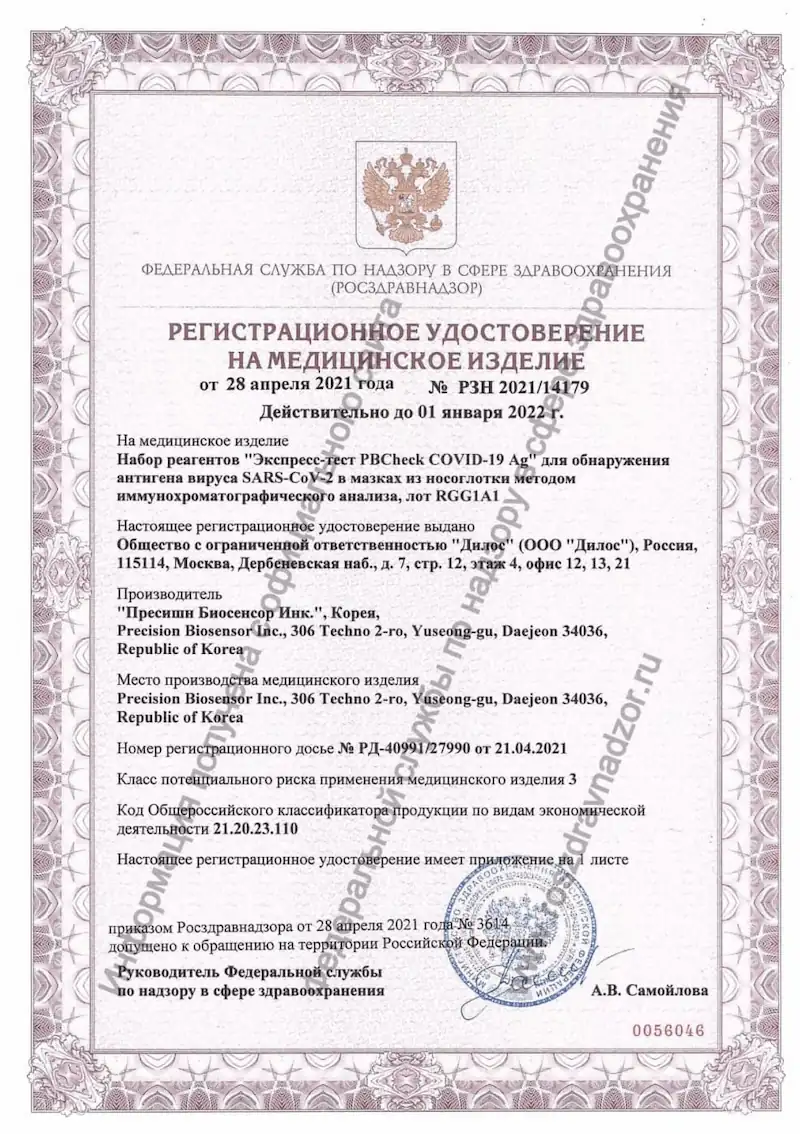 ФЕДЕРАЛЬНАЯ СЛУЖБА ПО НАДЗОРУ В СФЕРЕ ЗДРАВООХРАНЕНИЯ
(РОСЗДРАВНАДЗОР)
РЕГИСТРАЦИОННОЕ УДОСТОВЕРЕНИЕ
НА МЕДИЦИНСКОЕ ИЗДЕЛИЕ
от 28 апреля 2021 года № РЗН 2021/14179
Действительно до 01 января 2022 г.
На медицинское изделие
Набор реагентов "Экспресс-тест PBCheck COVID-19 Ag" для обнаружения
антигена вируса SARS-CoV-2 в мазках из носоглотки методом
иммунохроматографического анализа, лот RGG1A1
Настоящее регистрационное удостоверение выдано
Общество с ограниченной ответственностью "Дилос" (ООО "Дилос"), Россия,
115114, Москва, Дербеневская наб., д. 7, стр. 12, этаж 4, офис 12, 13, 21
Производитель
"Пресишн Биосенсор Инк.", Корея,
Precision Biosensor Inc., 306 Techno 2-ro, Yuseong-gu, Daejeon 34036,
Republic of Korea
Место производства медицинского изделия
Precision Biosensor Inc., 306 Techno 2-ro, Yuseong-gu, Daejeon 34036,
Republic of Korea
Номер регистрационного досье № РД-40991/27990 от 21.04.2021
Класс потенциального риска применения медицинского изделия 3
Код Общероссийского классификатора продукции по видам экономической
деятельности 21.20.23.110
Настоящее регистрационное удостоверение имеет приложение на 1 листе
приказом Росздравнадзора от 28 апреля 2021 года № 3614
допущено к обращению на территории Российской Федерации.
Руководитель Федеральной службы
по надзору в сфере здравоохранения
А.В. Самойлова
0056046
Информация получена с официального сайта
Федеральной службы по надзору в сфере здравоохранения
www.roszdravnadzor.ru